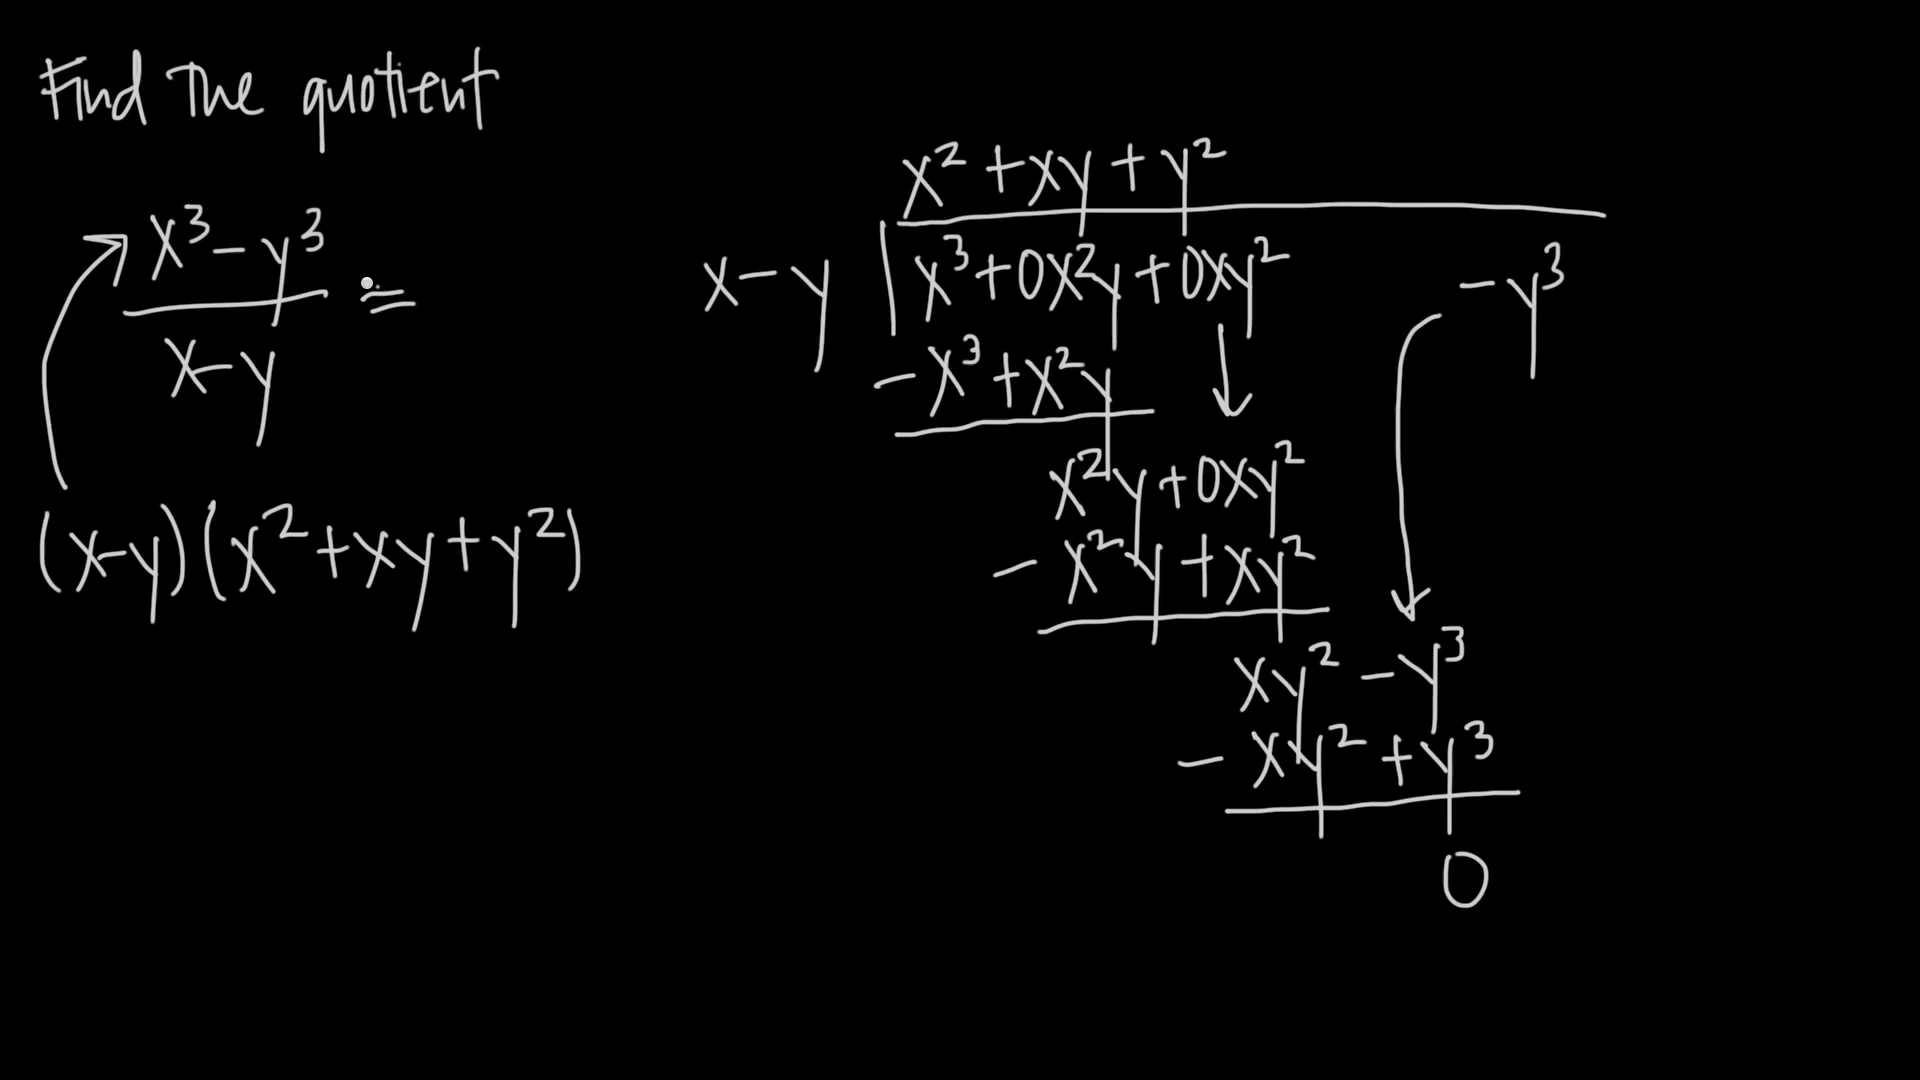 Find the quotient
x³ - y³
x - y
=
(x-y)(x²+xy+y²)
x² + xy + y²
x - y
x³ + 0x²y + 0xy² - y³
- x³ + x²y
x²y + 0xy²
- x²y + xy²
xy² - y³
- xy² + y³
0